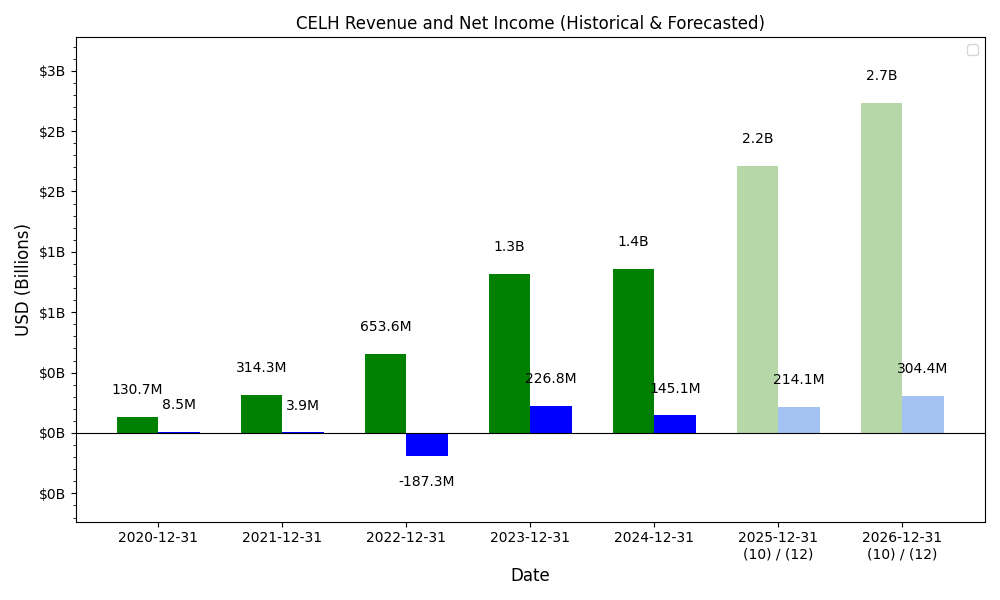 CELH Revenue and Net Income (Historical & Forecasted)
USD (Billions)
$3B
$2B
$2B
$1B
$1B
$0B
$0B
$0B
130.7M
8.5M
314.3M
3.9M
653.6M
-187.3M
1.3B
226.8M
1.4B
145.1M
2.2B
214.1M
2.7B
304.4M
2020-12-31
2021-12-31
2022-12-31
2023-12-31
2024-12-31
2025-12-31
(10) / (12)
2026-12-31
(10) / (12)
Date